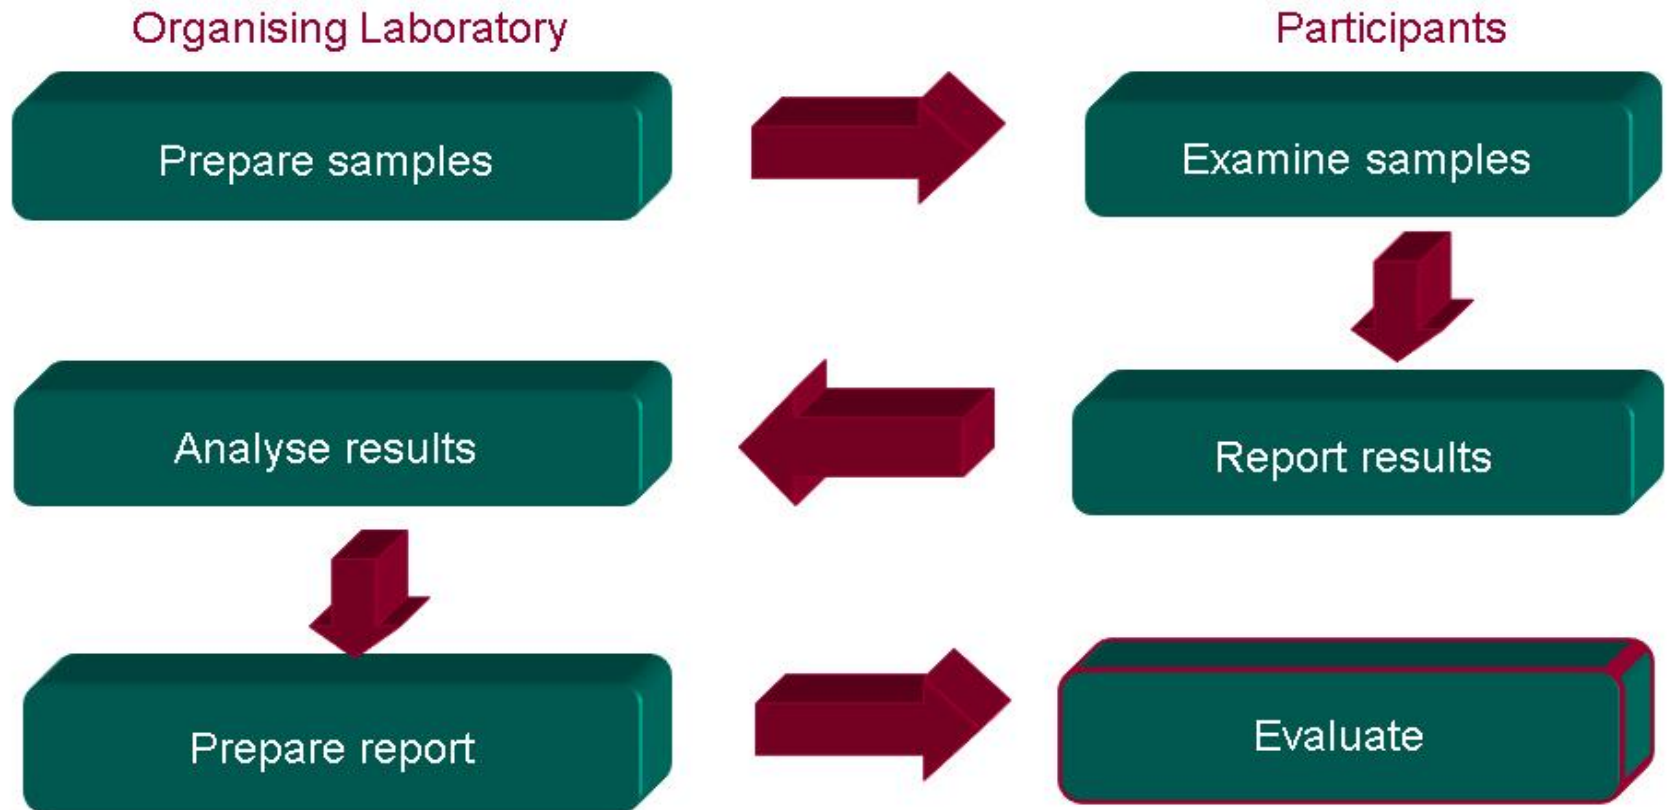 Organising Laboratory
Participants
Prepare samples
Examine samples
Analyse results
Report results
Prepare report
Evaluate